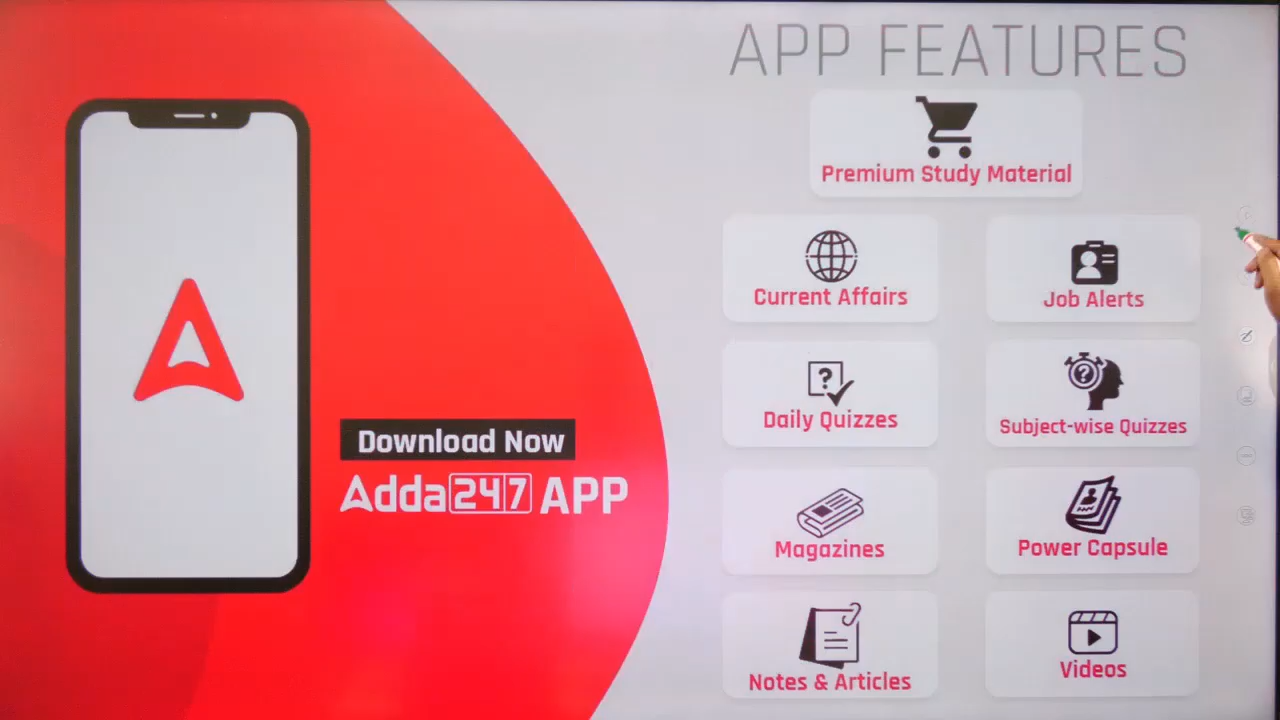 APP FEATURES
Premium Study Material
Current Affairs
Job Alerts
Daily Quizzes
Subject-wise Quizzes
Download Now
Adda247 APP
Magazines
Power Capsule
Notes & Articles
Videos